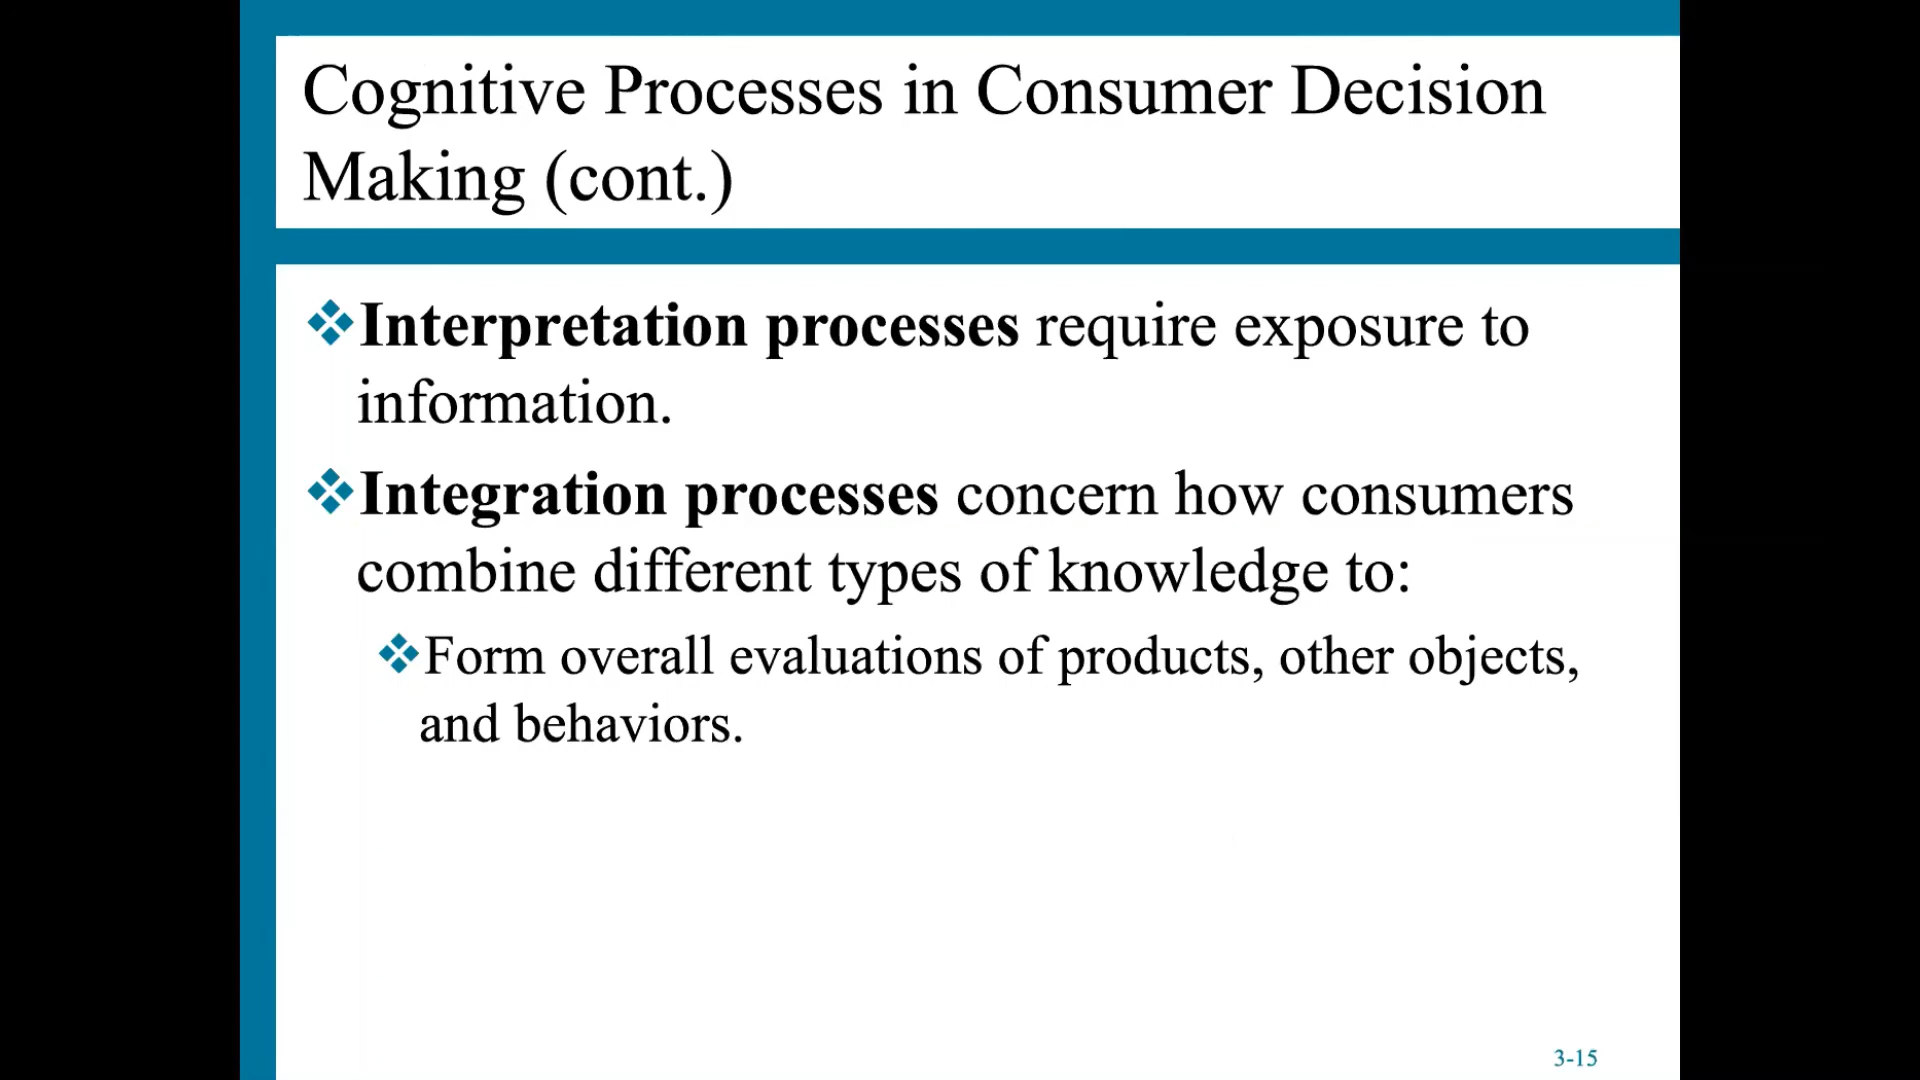 Cognitive Processes in Consumer Decision
Making (cont.)
❖Interpretation processes require exposure to
information.
❖Integration processes concern how consumers
combine different types of knowledge to:
❖Form overall evaluations of products, other objects,
and behaviors.
3-15